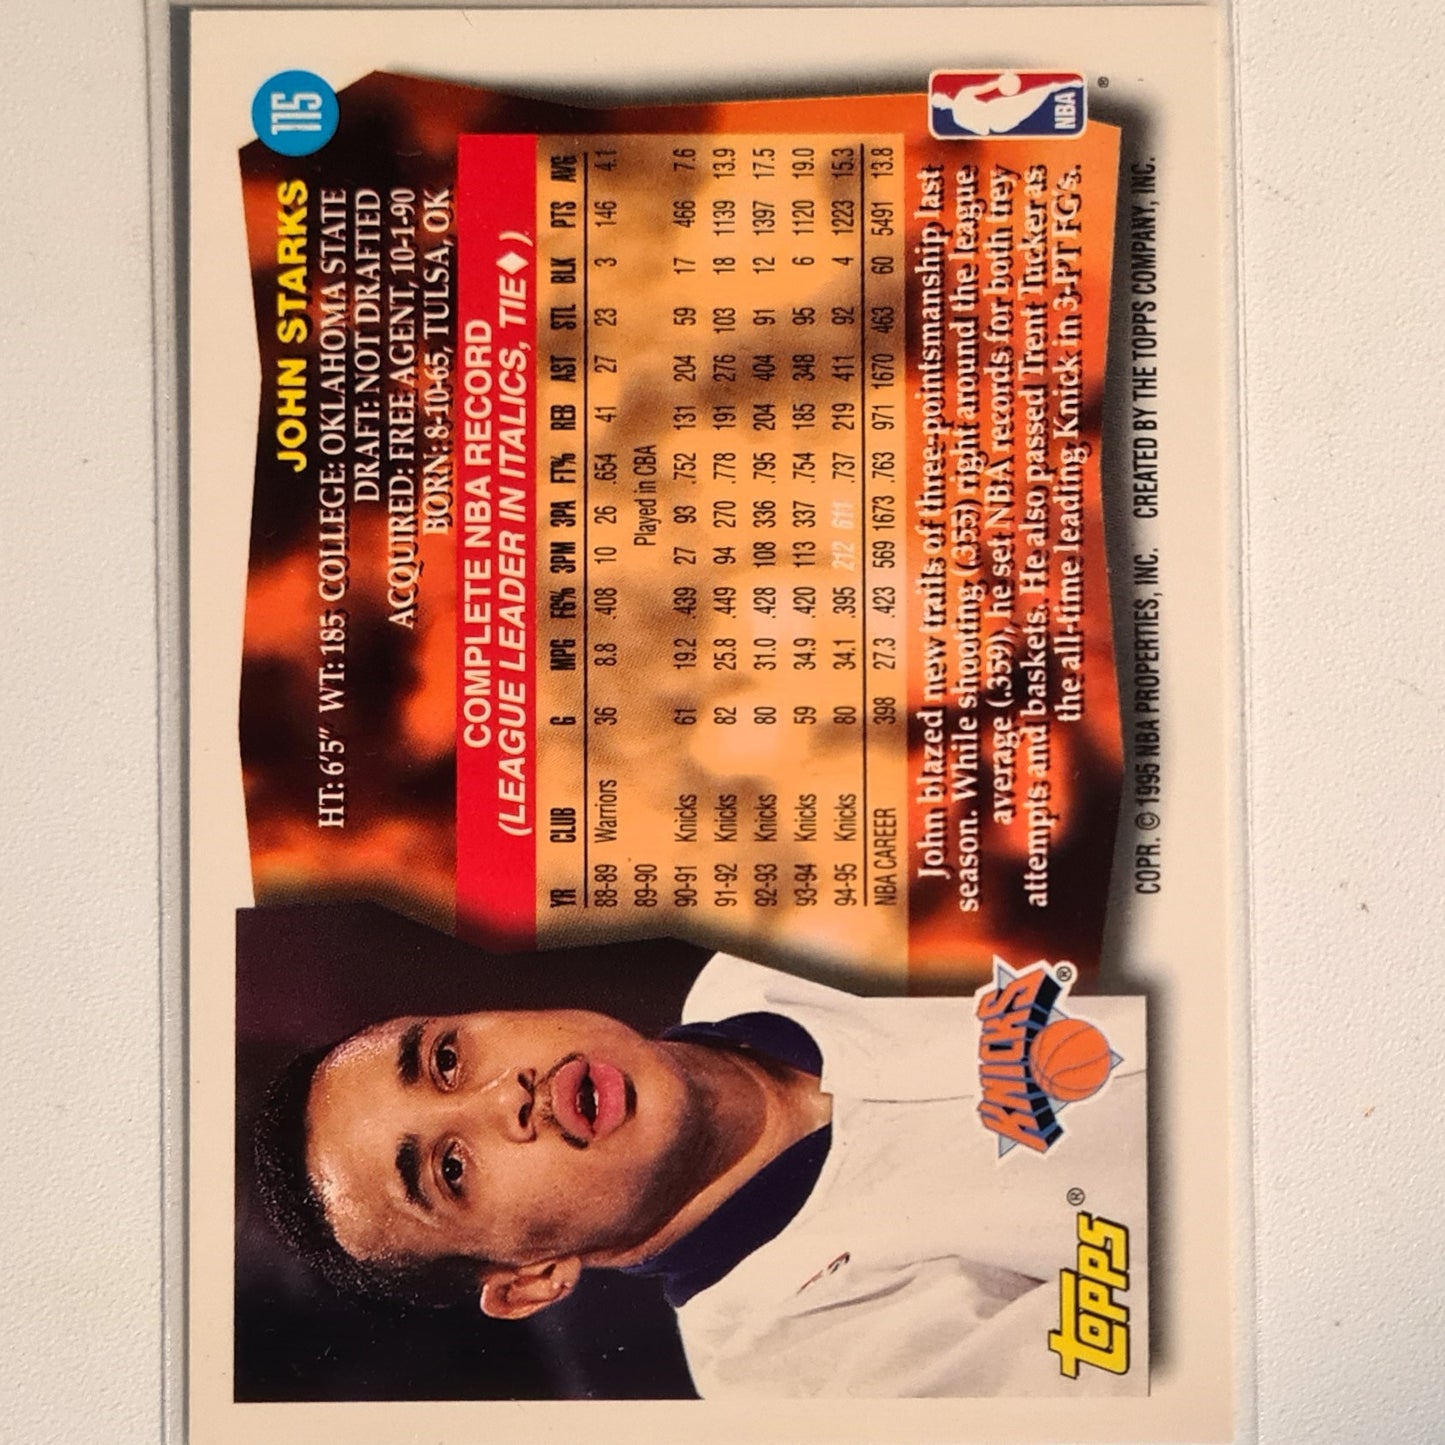 115
JOHN STARKS
HT: 6'5" WT: 185 COLLEGE: OKLAHOMA STATE
DRAFT: NOT DRAFTED
ACQUIRED: FREE AGENT, 10-1-90
BORN: 8-10-65, TULSA, OK
COMPLETE NBA RECORD
(LEAGUE LEADER IN ITALICS, TIE♦)
YR CLUB G MPG FG% 3PM 3PA FT% REB AST STL BLK PTS AVG
88-89 Warriors 36 8.8 .408 10 26 .654 41 27 23 3 146 4.1
89-90 Played in CBA
90-91 Knicks 61 19.2 .439 27 93 .752 131 204 59 17 466 7.6
91-92 Knicks 82 25.8 .449 94 270 .778 191 276 103 18 1139 13.9
92-93 Knicks 80 31.0 .428 108 336 .795 204 404 91 12 1397 17.5
93-94 Knicks 59 34.9 .420 113 337 .754 185 348 95 6 1120 19.0
94-95 Knicks 80 34.1 .395 212 611 .737 219 411 92 4 1223 15.3
NBA CAREER 398 27.3 .423 569 1673 .763 971 1670 463 60 5491 13.8
John blazed new trails of three-pointsmanship last
season. While shooting (.355) right around the league
average (.359), he set NBA records for both trey
attempts and baskets. He also passed Trent Tucker as
the all-time leading Knick in 3-PT FG's.
NBA ®
KNICKS ®
TOPPS ®
COPR. © 1995 NBA PROPERTIES, INC. CREATED BY THE TOPPS COMPANY, INC.